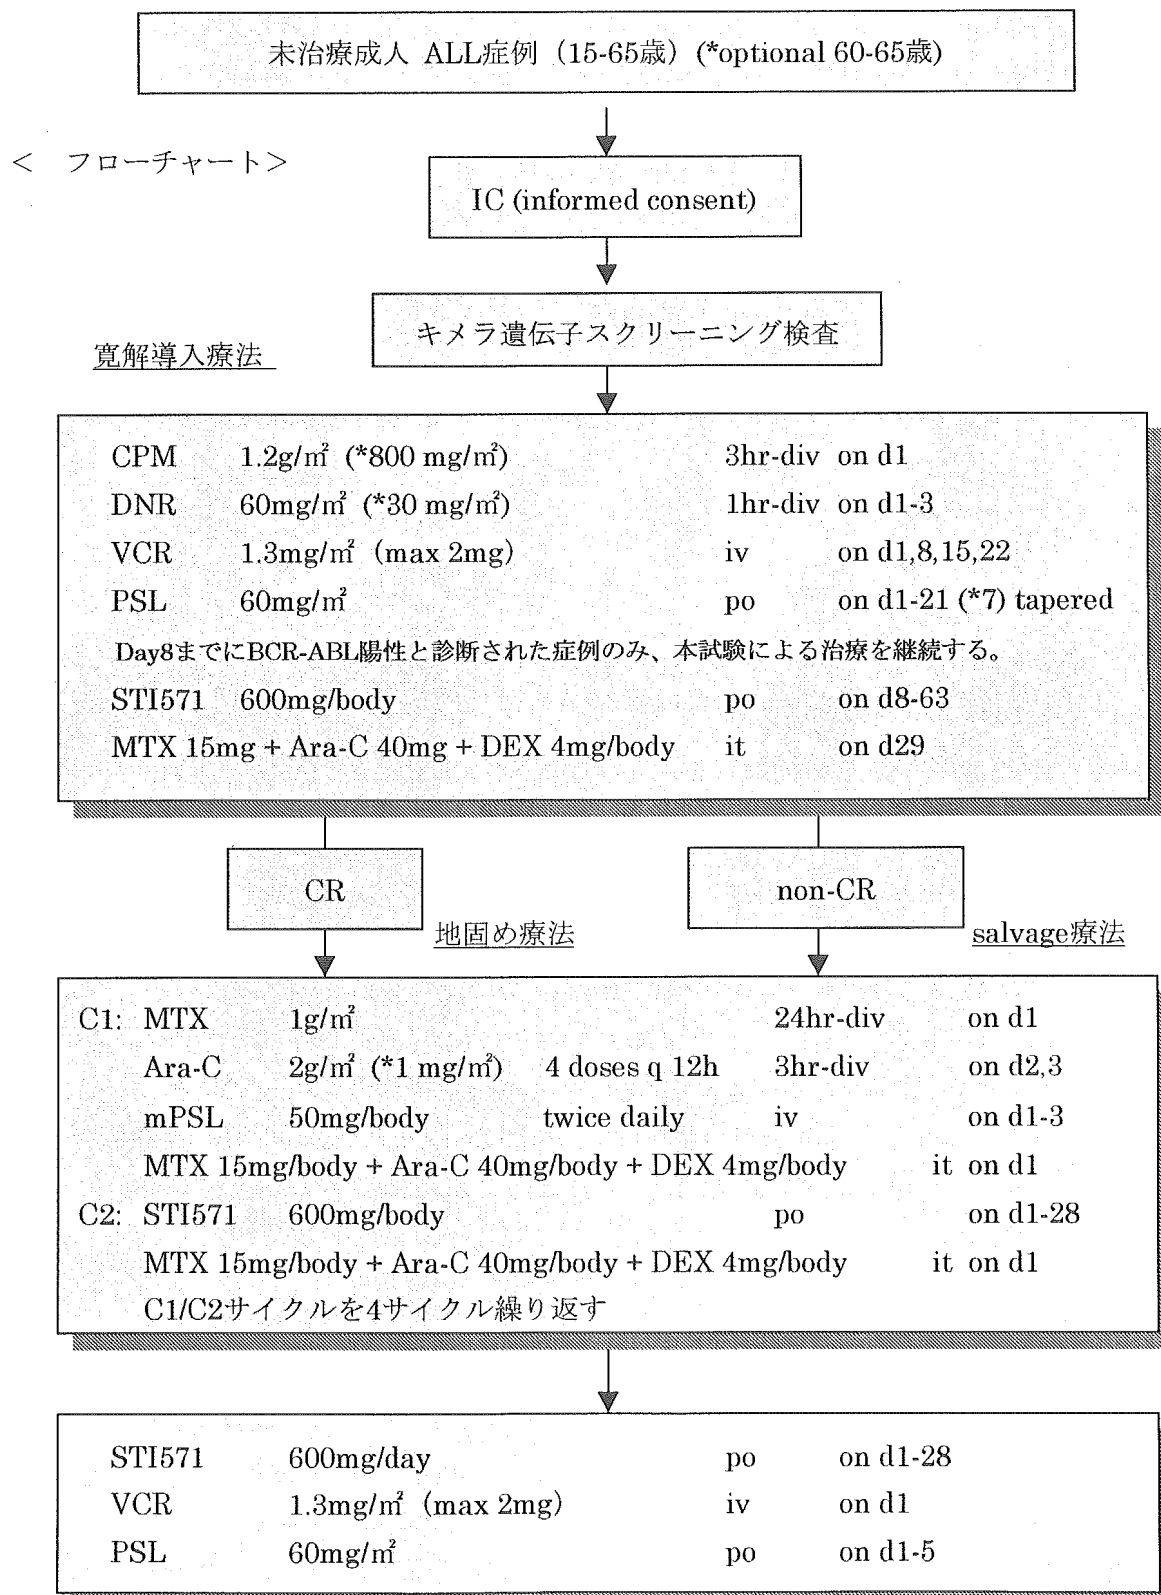 未治療成人 ALL症例（15-65歳）(*optional 60-65歳)
＜　フローチャート＞
IC (informed consent)
キメラ遺伝子スクリーニング検査
寛解導入療法
CPM 1.2g/㎡ (*800 mg/㎡) 3hr-div on d1
DNR 60mg/㎡ (*30 mg/㎡) 1hr-div on d1-3
VCR 1.3mg/㎡（max 2mg） iv on d1,8,15,22
PSL 60mg/㎡ po on d1-21 (*7) tapered
Day8までにBCR-ABL陽性と診断された症例のみ、本試験による治療を継続する。
STI571 600mg/body po on d8-63
MTX 15mg + Ara-C 40mg + DEX 4mg/body it on d29
CR non-CR
地固め療法 salvage療法
C1: MTX 1g/㎡ 24hr-div on d1
Ara-C 2g/㎡ (*1 mg/㎡) 4 doses q 12h 3hr-div on d2,3
mPSL 50mg/body twice daily iv on d1-3
MTX 15mg/body + Ara-C 40mg/body + DEX 4mg/body it on d1
C2: STI571 600mg/body po on d1-28
MTX 15mg/body + Ara-C 40mg/body + DEX 4mg/body it on d1
C1/C2サイクルを4サイクル繰り返す
STI571 600mg/day po on d1-28
VCR 1.3mg/㎡（max 2mg） iv on d1
PSL 60mg/㎡ po on d1-5